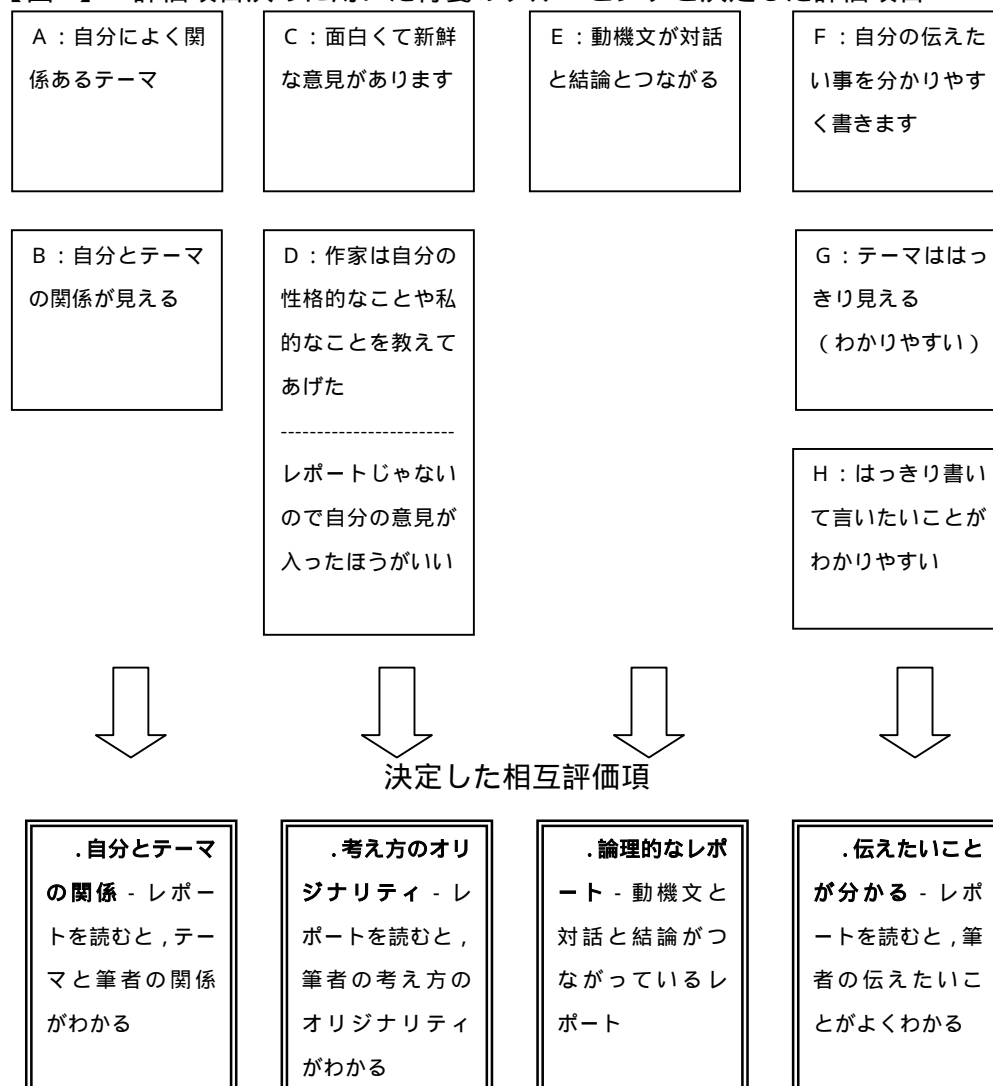 A：自分によく関
係あるテーマ
C：面白くて新鮮
な意見があります
E：動機文が対話
と結論とつながる
F：自分の伝えた
い事を分かりやす
く書きます
B：自分とテーマ
の関係が見える
D：作家は自分の
性格的なことや私
的なことを教えて
あげた
------------------------
レポートじゃない
ので自分の意見が
入ったほうがいい
G：テーマははっ
きり見える
（わかりやすい）
H：はっきり書い
て言いたいことが
わかりやすい
決定した相互評価項
.自分とテーマ
の関係 - レポー
トを読むと，テー
マと筆者の関係
がわかる
.考え方のオリ
ジナリティ - レ
ポートを読むと，
筆者の考え方の
オリジナリティ
がわかる
.論理的なレポ
ート - 動機文と
対話と結論がつ
ながっているレ
ポート
.伝えたいこと
が分かる - レポ
ートを読むと，筆
者の伝えたいこ
とがよくわかる